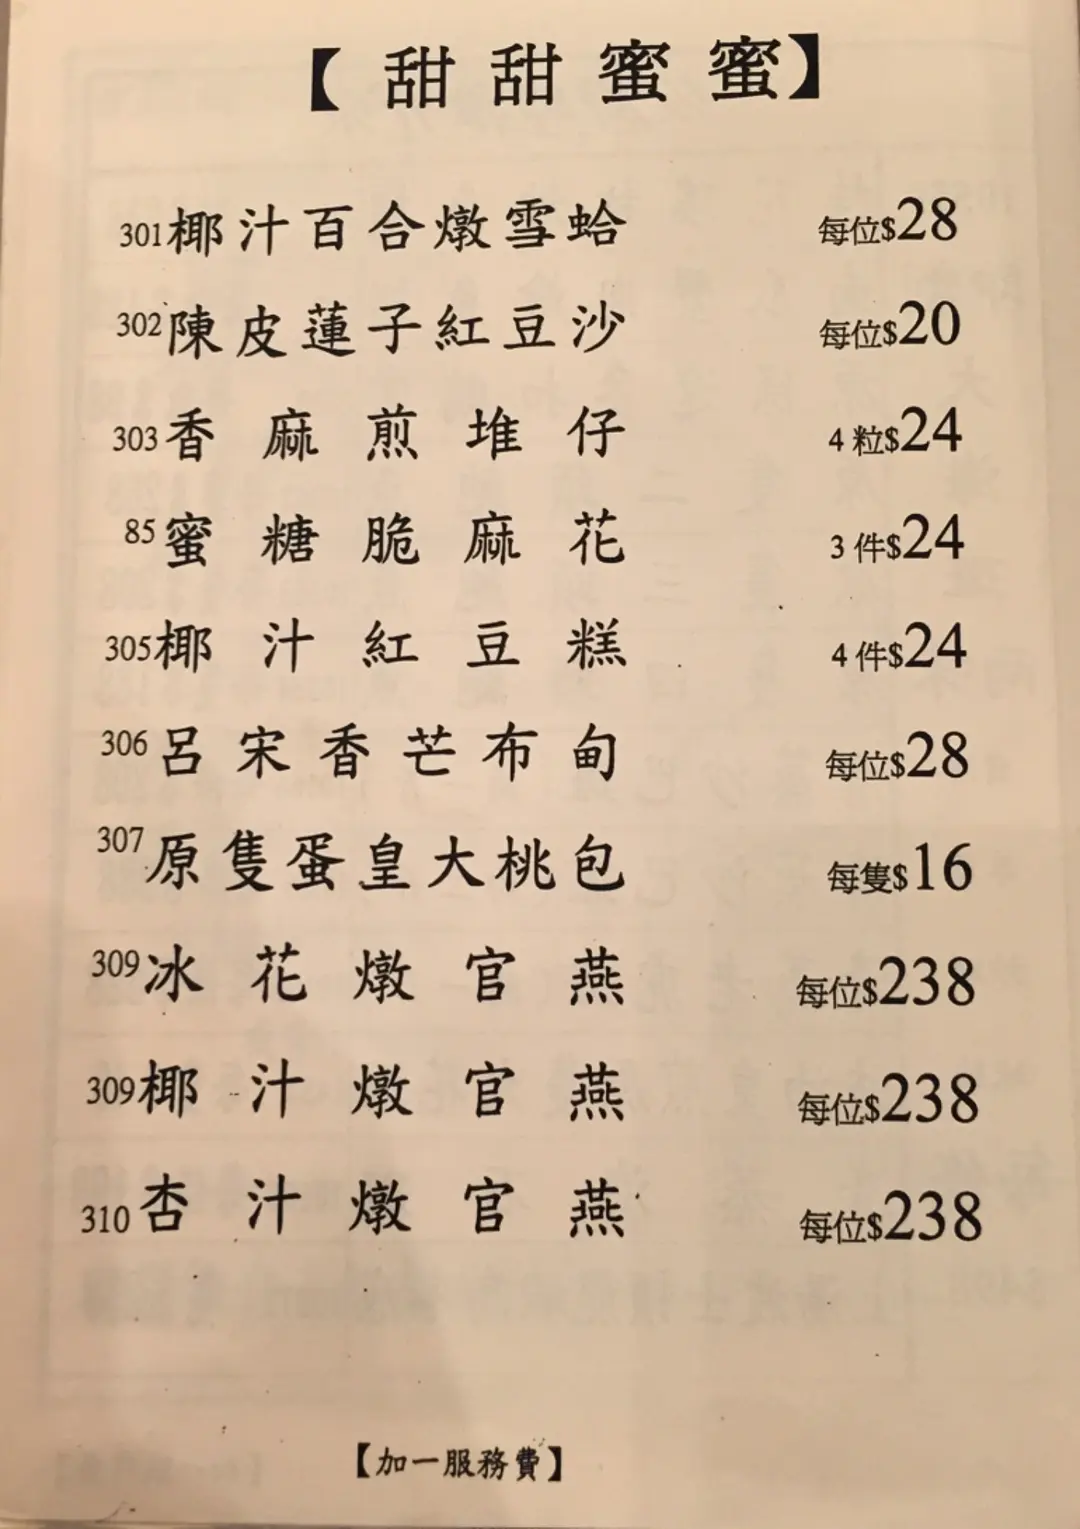 【甜甜蜜蜜】
301椰汁百合燉雪蛤 每位$28
302陳皮蓮子紅豆沙 每位$20
303香麻煎堆仔 4粒$24
85蜜糖脆麻花 3件$24
305椰汁紅豆糕 4件$24
306呂宋香芒布甸 每位$28
307原隻蛋皇大桃包 每隻$16
309冰花燉官燕 每位$238
309椰汁燉官燕 每位$238
310杏汁燉官燕 每位$238
【加一服務費】